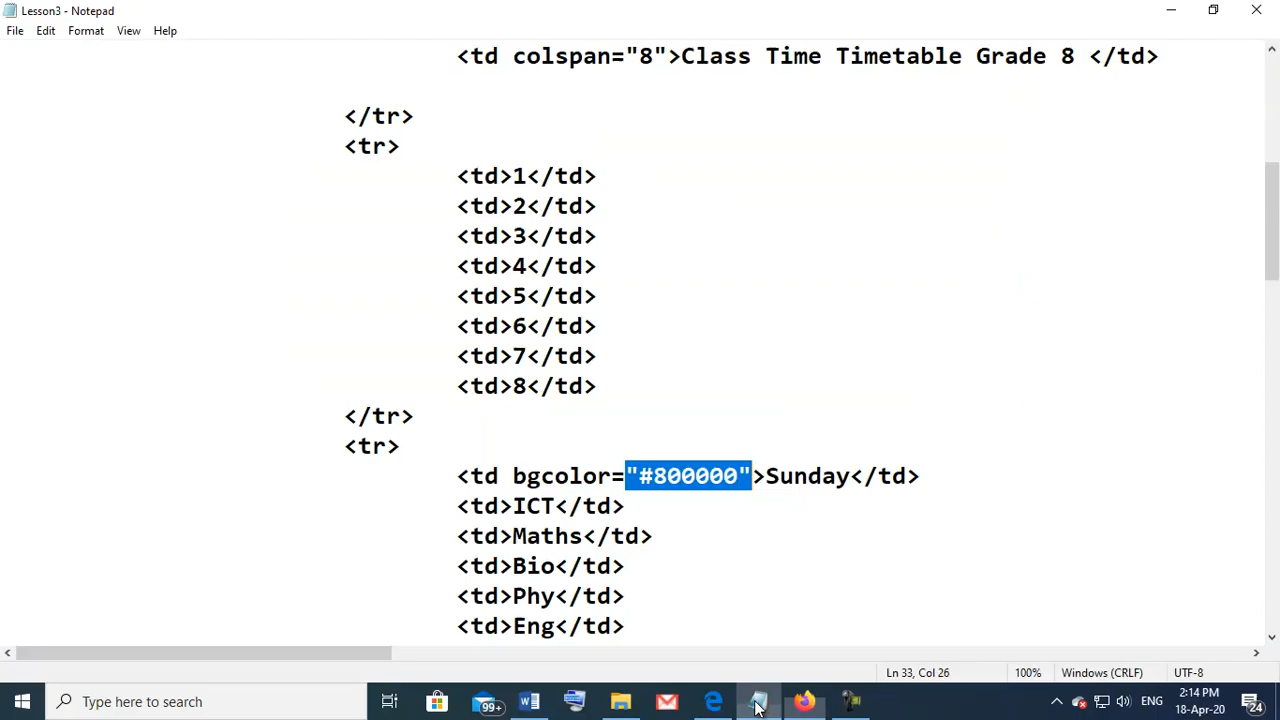 Lesson3 - Notepad
File Edit Format View Help
<td colspan="8">Class Time Timetable Grade 8 </td>
</tr>
<tr>
<td>1</td>
<td>2</td>
<td>3</td>
<td>4</td>
<td>5</td>
<td>6</td>
<td>7</td>
<td>8</td>
</tr>
<tr>
<td bgcolor="#800000">Sunday</td>
<td>ICT</td>
<td>Maths</td>
<td>Bio</td>
<td>Phy</td>
<td>Eng</td>
Ln 33, Col 26 100% Windows (CRLF) UTF-8
Type here to search 99+ ENG 2:14 PM
18-Apr-20 24